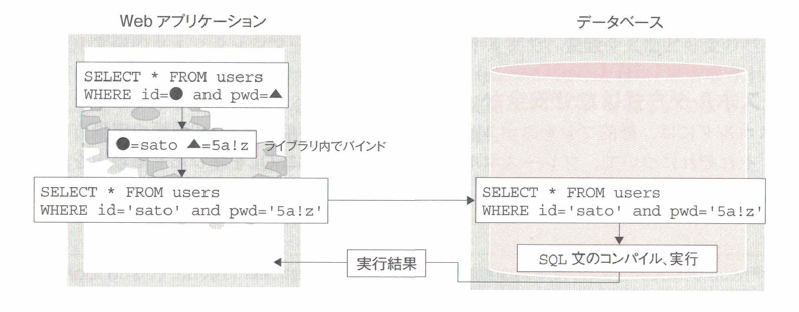 Web アプリケーション
データベース
SELECT * FROM users
WHERE id=● and pwd=▲
●=sato ▲=5a!z
ライブラリ内でバインド
SELECT * FROM users
WHERE id='sato' and pwd='5a!z'
SELECT * FROM users
WHERE id='sato' and pwd='5a!z'
SQL 文のコンパイル、実行
実行結果